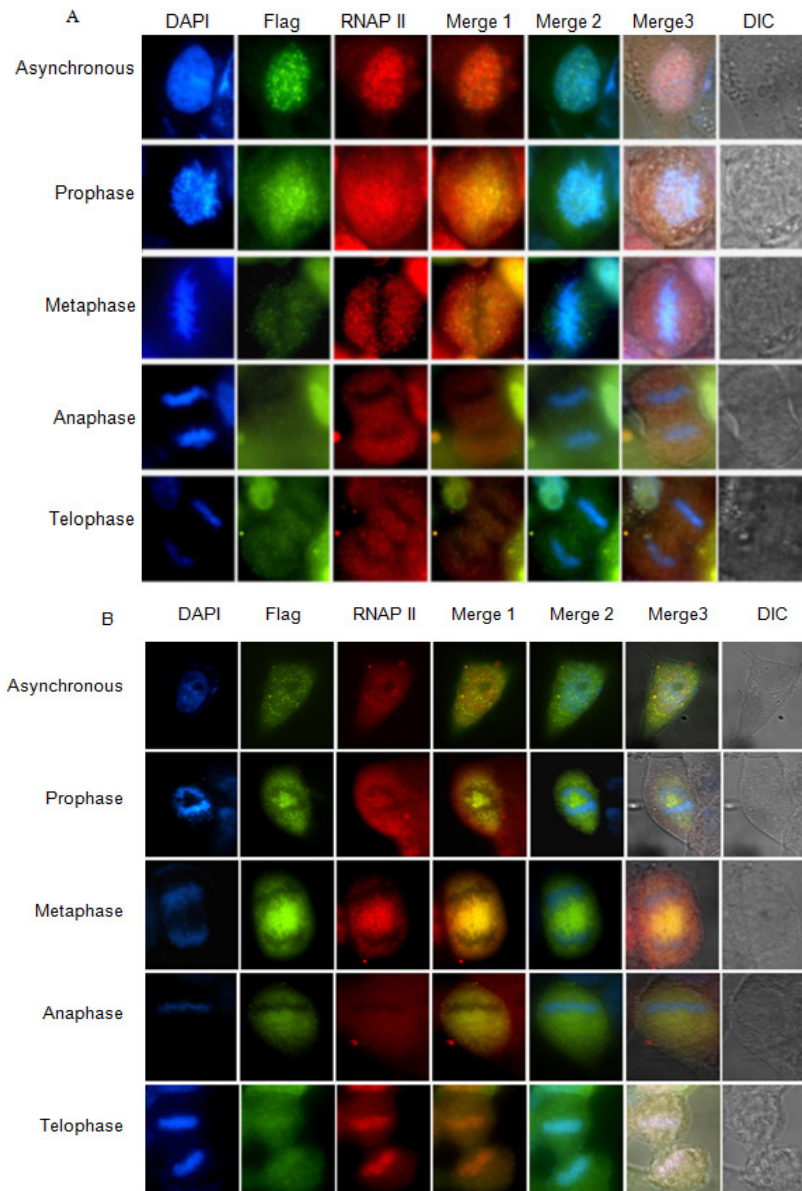 A
DAPI Flag RNAP II Merge 1 Merge 2 Merge3 DIC
Asynchronous
Prophase
Metaphase
Anaphase
Telophase
B
DAPI Flag RNAP II Merge 1 Merge 2 Merge3 DIC
Asynchronous
Prophase
Metaphase
Anaphase
Telophase